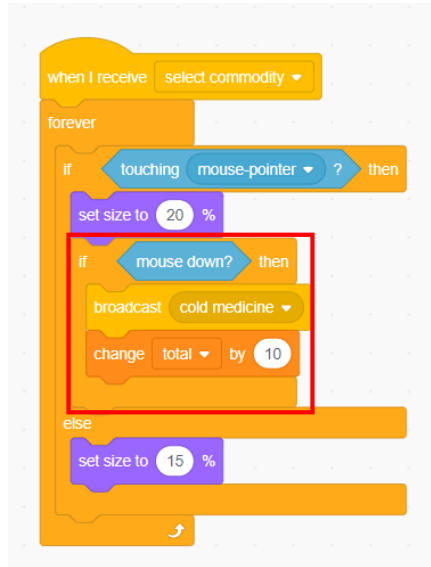 when I receive select commodity
forever
if touching mouse-pointer ? then
set size to 20 %
if mouse down? then
broadcast cold medicine
change total by 10
else
set size to 15 %